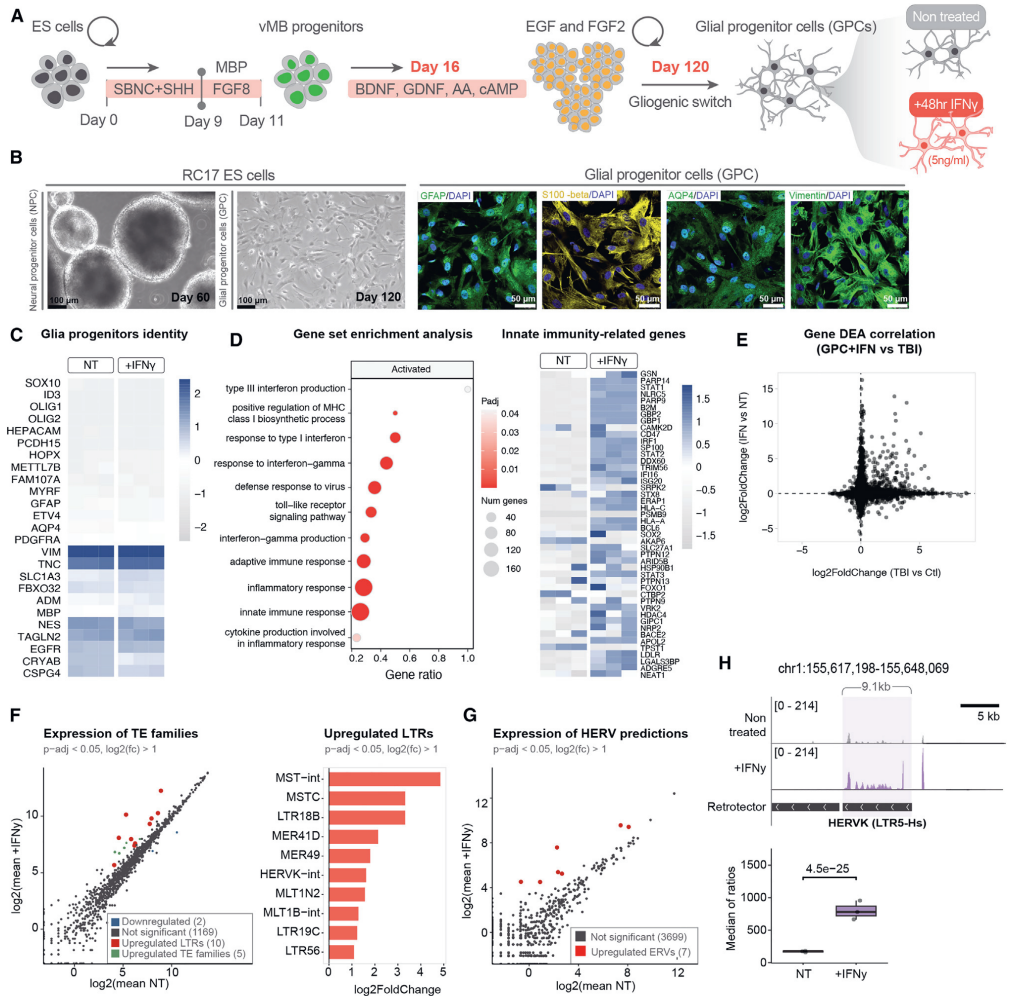 A
ES cells
vMB progenitors
EGF and FGF2
Glial progenitor cells (GPCs)
Non treated
MBP
Day 16
Day 120
SBNC+SHH
FGF8
BDNF, GDNF, AA, cAMP
Gliogenic switch
+48hr IFNγ
Day 0
Day 9
Day 11
(5ng/ml)
B
RC17 ES cells
Glial progenitor cells (GPC)
Neural progenitor cells (NPC)
100 µm
Day 60
Glial progenitor cells (GPC)
100 µm
Day 120
GFAP/DAPI
50 µm
S100 -beta/DAPI
50 µm
AQP4/DAPI
50 µm
Vimentin/DAPI
50 µm
C
Glia progenitors identity
NT
+IFNγ
SOX10
ID3
OLIG1
OLIG2
HEPACAM
PCDH15
HOPX
METTL7B
FAM107A
MYRF
GFAP
ETV4
AQP4
PDGFRA
VIM
TNC
SLC1A3
FBXO32
ADM
MBP
NES
TAGLN2
EGFR
CRYAB
CSPG4
2
1
0
−1
−2
D
Gene set enrichment analysis
Activated
type III interferon production
positive regulation of MHC
class I biosynthetic process
response to type I interferon
response to interferon−gamma
defense response to virus
toll−like receptor
signaling pathway
interferon−gamma production
adaptive immune response
inflammatory response
innate immune response
cytokine production involved
in inflammatory response
0.2
0.4
0.6
0.8
1.0
Gene ratio
Padj
0.04
0.03
0.02
0.01
Num genes
40
80
120
160
Innate immunity-related genes
NT
+IFNγ
GSN
PARP14
STAT1
NLRC5
PARP9
B2M
GBP2
GBP1
CAMK2D
CD47
IRF1
SP100
STAT2
DDX60
TRIM56
IFI16
ISG20
SRPK2
STX8
ERAP1
HLA−C
PSMB9
HLA−A
BCL6
SOX2
AKAP6
SLC27A1
PTPN12
ARID5B
HSP90B1
STAT3
PTPN13
FOXO1
CTBP2
PTPN9
VRK2
HDAC4
GIPC1
NRP2
BACE2
APOL2
TPST1
LDLR
LGALS3BP
ADGRE5
NEAT1
1.5
1
0.5
0
−0.5
−1
−1.5
E
Gene DEA correlation
(GPC+IFN vs TBI)
log2FoldChange (IFN vs NT)
15
10
5
0
−5
−5
0
5
log2FoldChange (TBI vs Ctl)
F
Expression of TE families
p−adj < 0.05, log2(fc) > 1
log2(mean +IFNy)
10
5
0
0
5
10
log2(mean NT)
Downregulated (2)
Not significant (1169)
Upregulated LTRs (10)
Upregulated TE families (5)
Upregulated LTRs
p−adj < 0.05, log2(fc) > 1
MST−int
MSTC
LTR18B
MER41D
MER49
HERVK−int
MLT1N2
MLT1B−int
LTR19C
LTR56
0
1
2
3
4
5
log2FoldChange
G
Expression of HERV predictions
p−adj < 0.05, log2(fc) > 1
log2(mean +IFNy)
12
8
4
0
0
4
8
12
log2(mean NT)
Not significant (3699)
Upregulated ERVs (7)
H
chr1:155,617,198-155,648,069
9.1kb
[0 - 214]
5 kb
Non
treated
[0 - 214]
+IFNy
Retrotector
HERVK (LTR5-Hs)
Median of ratios
1500
1000
500
0
4.5e−25
NT
+IFNy